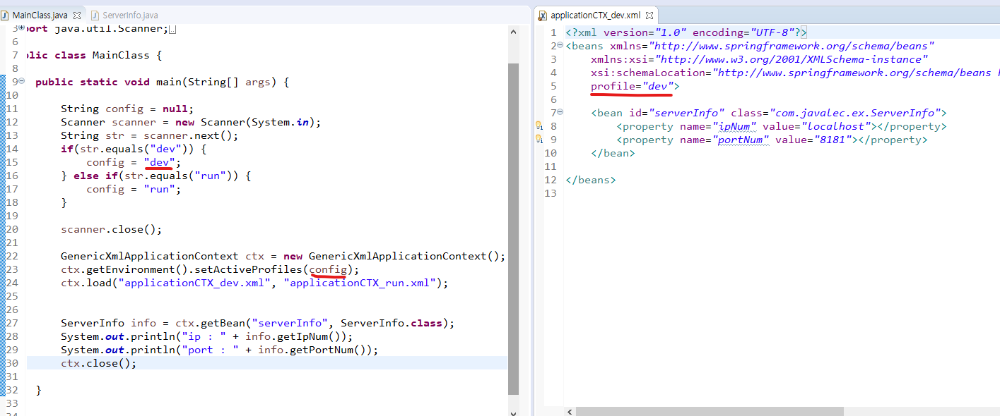 MainClass.java
ServerInfo.java
3 ort java.util.Scanner;
6
7 lic class MainClass {
8
9 public static void main(String[] args) {
10
11 String config = null;
12 Scanner scanner = new Scanner(System.in);
13 String str = scanner.next();
14 if(str.equals("dev")) {
15 config = "dev";
16 } else if(str.equals("run")) {
17 config = "run";
18 }
19
20 scanner.close();
21
22 GenericXmlApplicationContext ctx = new GenericXmlApplicationContext();
23 ctx.getEnvironment().setActiveProfiles(config);
24 ctx.load("applicationCTX_dev.xml", "applicationCTX_run.xml");
25
26
27 ServerInfo info = ctx.getBean("serverInfo", ServerInfo.class);
28 System.out.println("ip : " + info.getIpNum());
29 System.out.println("port : " + info.getPortNum());
30 ctx.close();
31
32 }
33
34
applicationCTX_dev.xml
1 <?xml version="1.0" encoding="UTF-8"?>
2 <beans xmlns="http://www.springframework.org/schema/beans"
3 xmlns:xsi="http://www.w3.org/2001/XMLSchema-instance"
4 xsi:schemaLocation="http://www.springframework.org/schema/beans h
5 profile="dev">
6
7 <bean id="serverInfo" class="com.javalec.ex.ServerInfo">
8 <property name="ipNum" value="localhost"></property>
9 <property name="portNum" value="8181"></property>
10 </bean>
11
12 </beans>
13